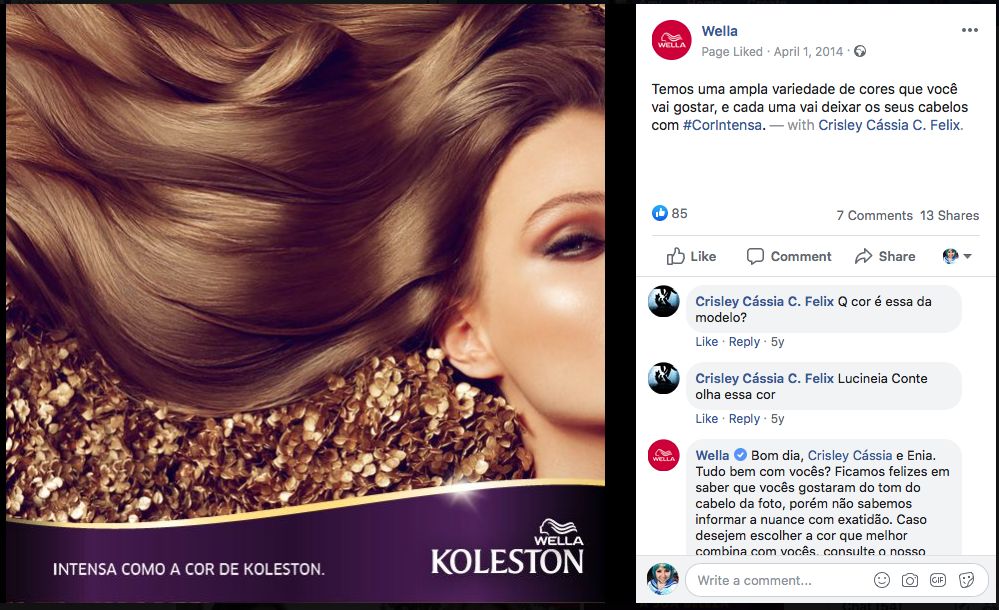 INTENSA COMO A COR DE KOLESTON.
WELLA
KOLESTON
WELLA
Wella
Page Liked · April 1, 2014 ·
Temos uma ampla variedade de cores que você
vai gostar, e cada uma vai deixar os seus cabelos
com #CorIntensa. — with Crisley Cássia C. Felix.
85
7 Comments 13 Shares
Like Comment Share
Crisley Cássia C. Felix Q cor é essa da
modelo?
Like · Reply · 5y
Crisley Cássia C. Felix Lucineia Conte
olha essa cor
Like · Reply · 5y
WELLA
Wella Bom dia, Crisley Cássia e Enia.
Tudo bem com vocês? Ficamos felizes em
saber que vocês gostaram do tom do
cabelo da foto, porém não sabemos
informar a nuance com exatidão. Caso
desejem escolher a cor que melhor
combina com vocês, consulte o nosso
Write a comment...
GIF